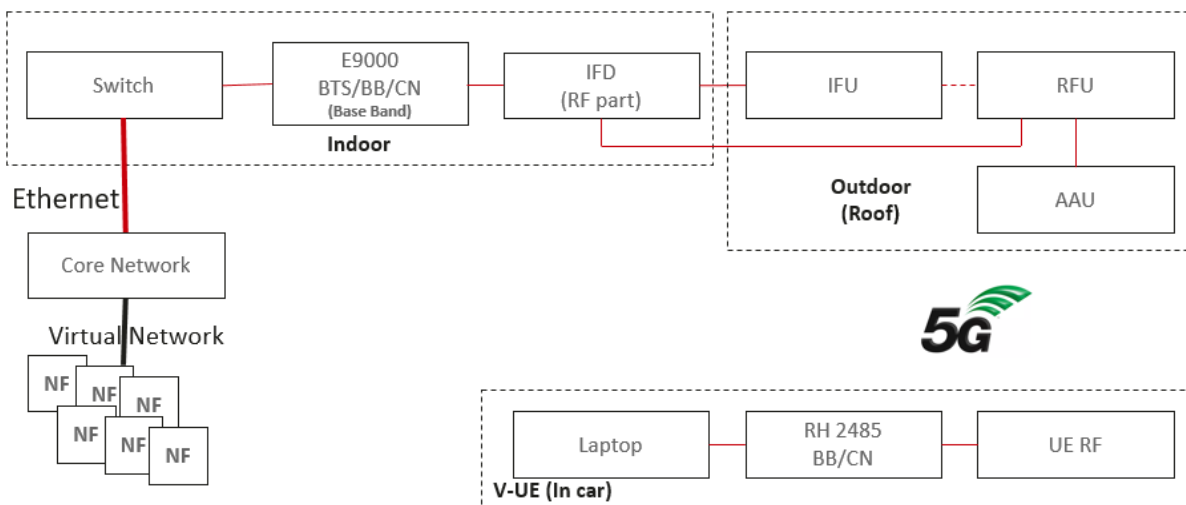 Switch
E9000
BTS/BB/CN
(Base Band)
IFD
(RF part)
IFU
RFU
Indoor
Outdoor
(Roof)
AAU
Ethernet
Core Network
Virtual Network
NF
NF
NF
NF
NF
NF
5G
Laptop
RH 2485
BB/CN
UE RF
V-UE (In car)